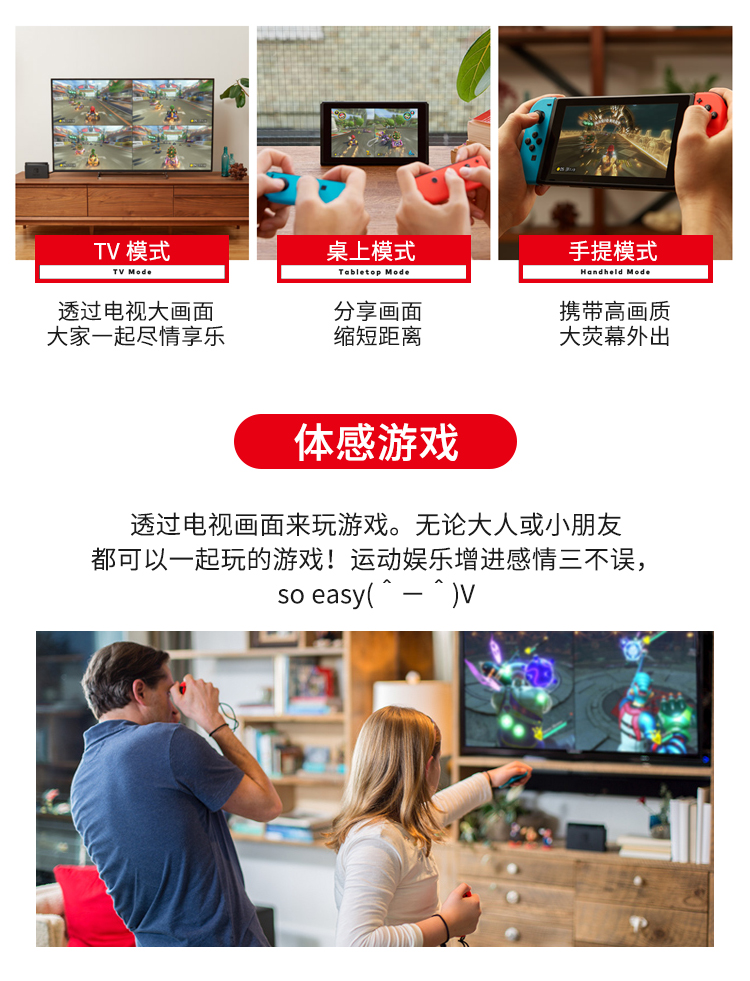 TV 模式
TV Mode
透过电视大画面
大家一起尽情享乐
桌上模式
Tabletop Mode
分享画面
缩短距离
手提模式
Handheld Mode
携带高画质
大荧幕外出
体感游戏
透过电视画面来玩游戏。无论大人或小朋友
都可以一起玩的游戏！运动娱乐增进感情三不误，
so easy(＾－＾)V